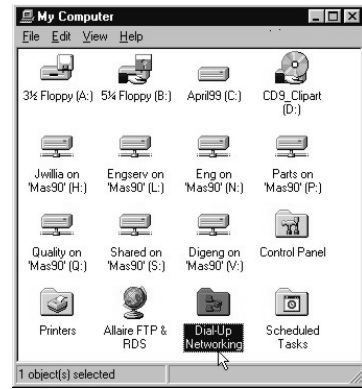 My Computer
File Edit View Help
3½ Floppy (A:) 5¼ Floppy (B:) April99 (C:) CD9_Clipart
(D:)
Jwillia on Engserv on Eng on Parts on
'Mas90' (H:) 'Mas90' (L:) 'Mas90' (N:) 'Mas90' (P:)
Quality on Shared on Digeng on Control Panel
'Mas90' (Q:) 'Mas90' (S:) 'Mas90' (V:)
Printers Allaire FTP & Dial-Up Scheduled
RDS Networking Tasks
1 object(s) selected